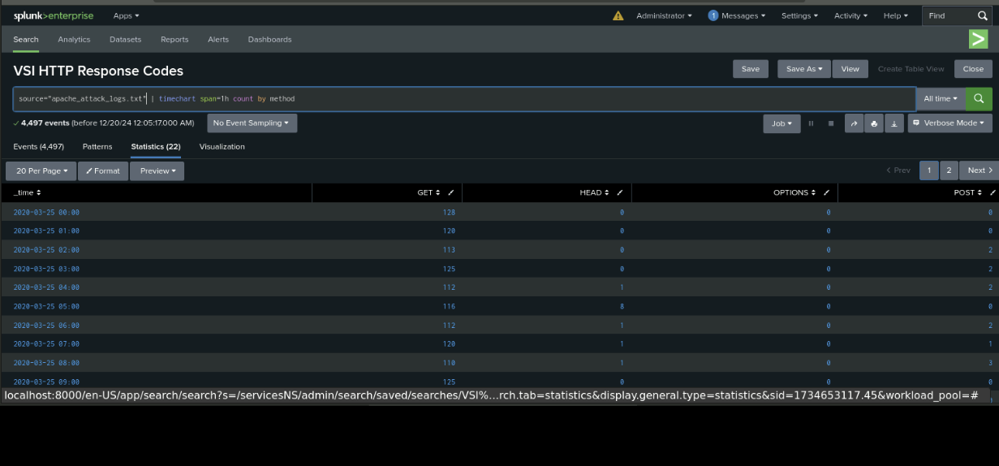 splunk>enterprise Apps Administrator 1 Messages Settings Activity Help Find
Search Analytics Datasets Reports Alerts Dashboards >
VSI HTTP Response Codes Save Save As View Create Table View Close
source="apache_attack_logs.txt" | timechart span=1h count by method All time
4,497 events (before 12/20/24 12:05:17.000 AM) No Event Sampling Job Verbose Mode
Events (4,497) Patterns Statistics (22) Visualization
20 Per Page Format Preview < Prev 1 2 Next >
_time GET HEAD OPTIONS POST
2020-03-25 00:00 128 0 0 0
2020-03-25 01:00 120 0 0 0
2020-03-25 02:00 113 0 0 2
2020-03-25 03:00 125 0 0 2
2020-03-25 04:00 112 1 0 2
2020-03-25 05:00 116 8 0 0
2020-03-25 06:00 112 1 0 2
2020-03-25 07:00 120 1 0 1
2020-03-25 08:00 110 1 0 3
2020-03-25 09:00 125 0 0 0
localhost:8000/en-US/app/search/search?s=/servicesNS/admin/search/saved/searches/VSI%...rch.tab=statistics&display.general.type=statistics&sid=1734653117.45&workload_pool=#